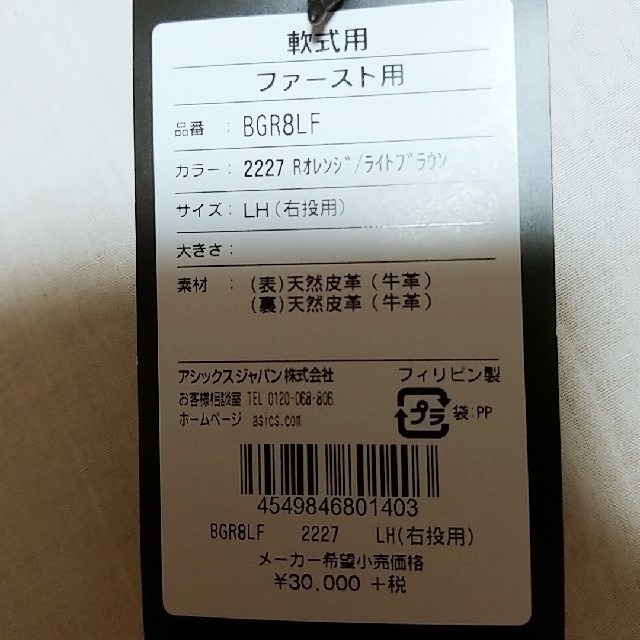 軟式用
ファースト用
品番 : BGR8LF
カラー : 2227 Rオレンジ/ライトブラウン
サイズ : LH(右投用)
大きさ :
素材 : (表)天然皮革(牛革)
(裏)天然皮革(牛革)
アシックスジャパン株式会社 フィリピン製
お客様相談室 TEL 0120-068-806
ホームページ asics.com
プラ 袋:PP
4549846801403
BGR8LF 2227 LH(右投用)
メーカー希望小売価格
¥30,000 +税